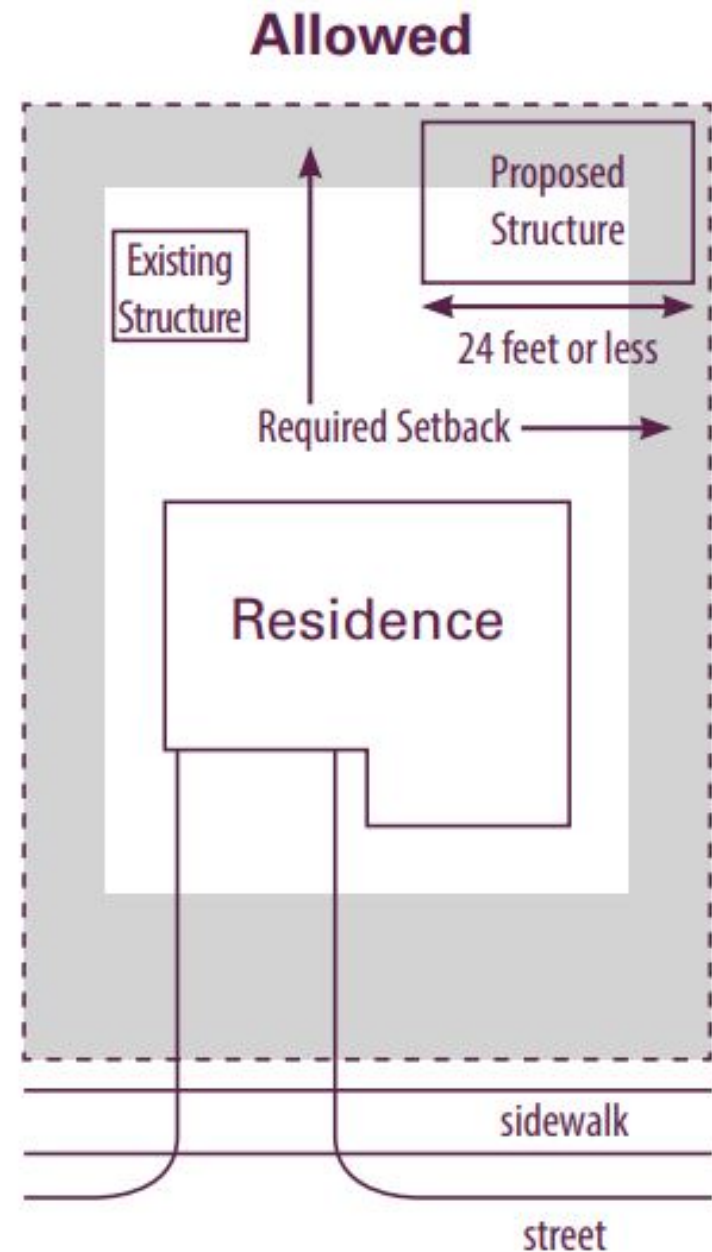 Allowed
Proposed
Structure
Existing
Structure
24 feet or less
Required Setback
Residence
sidewalk
street